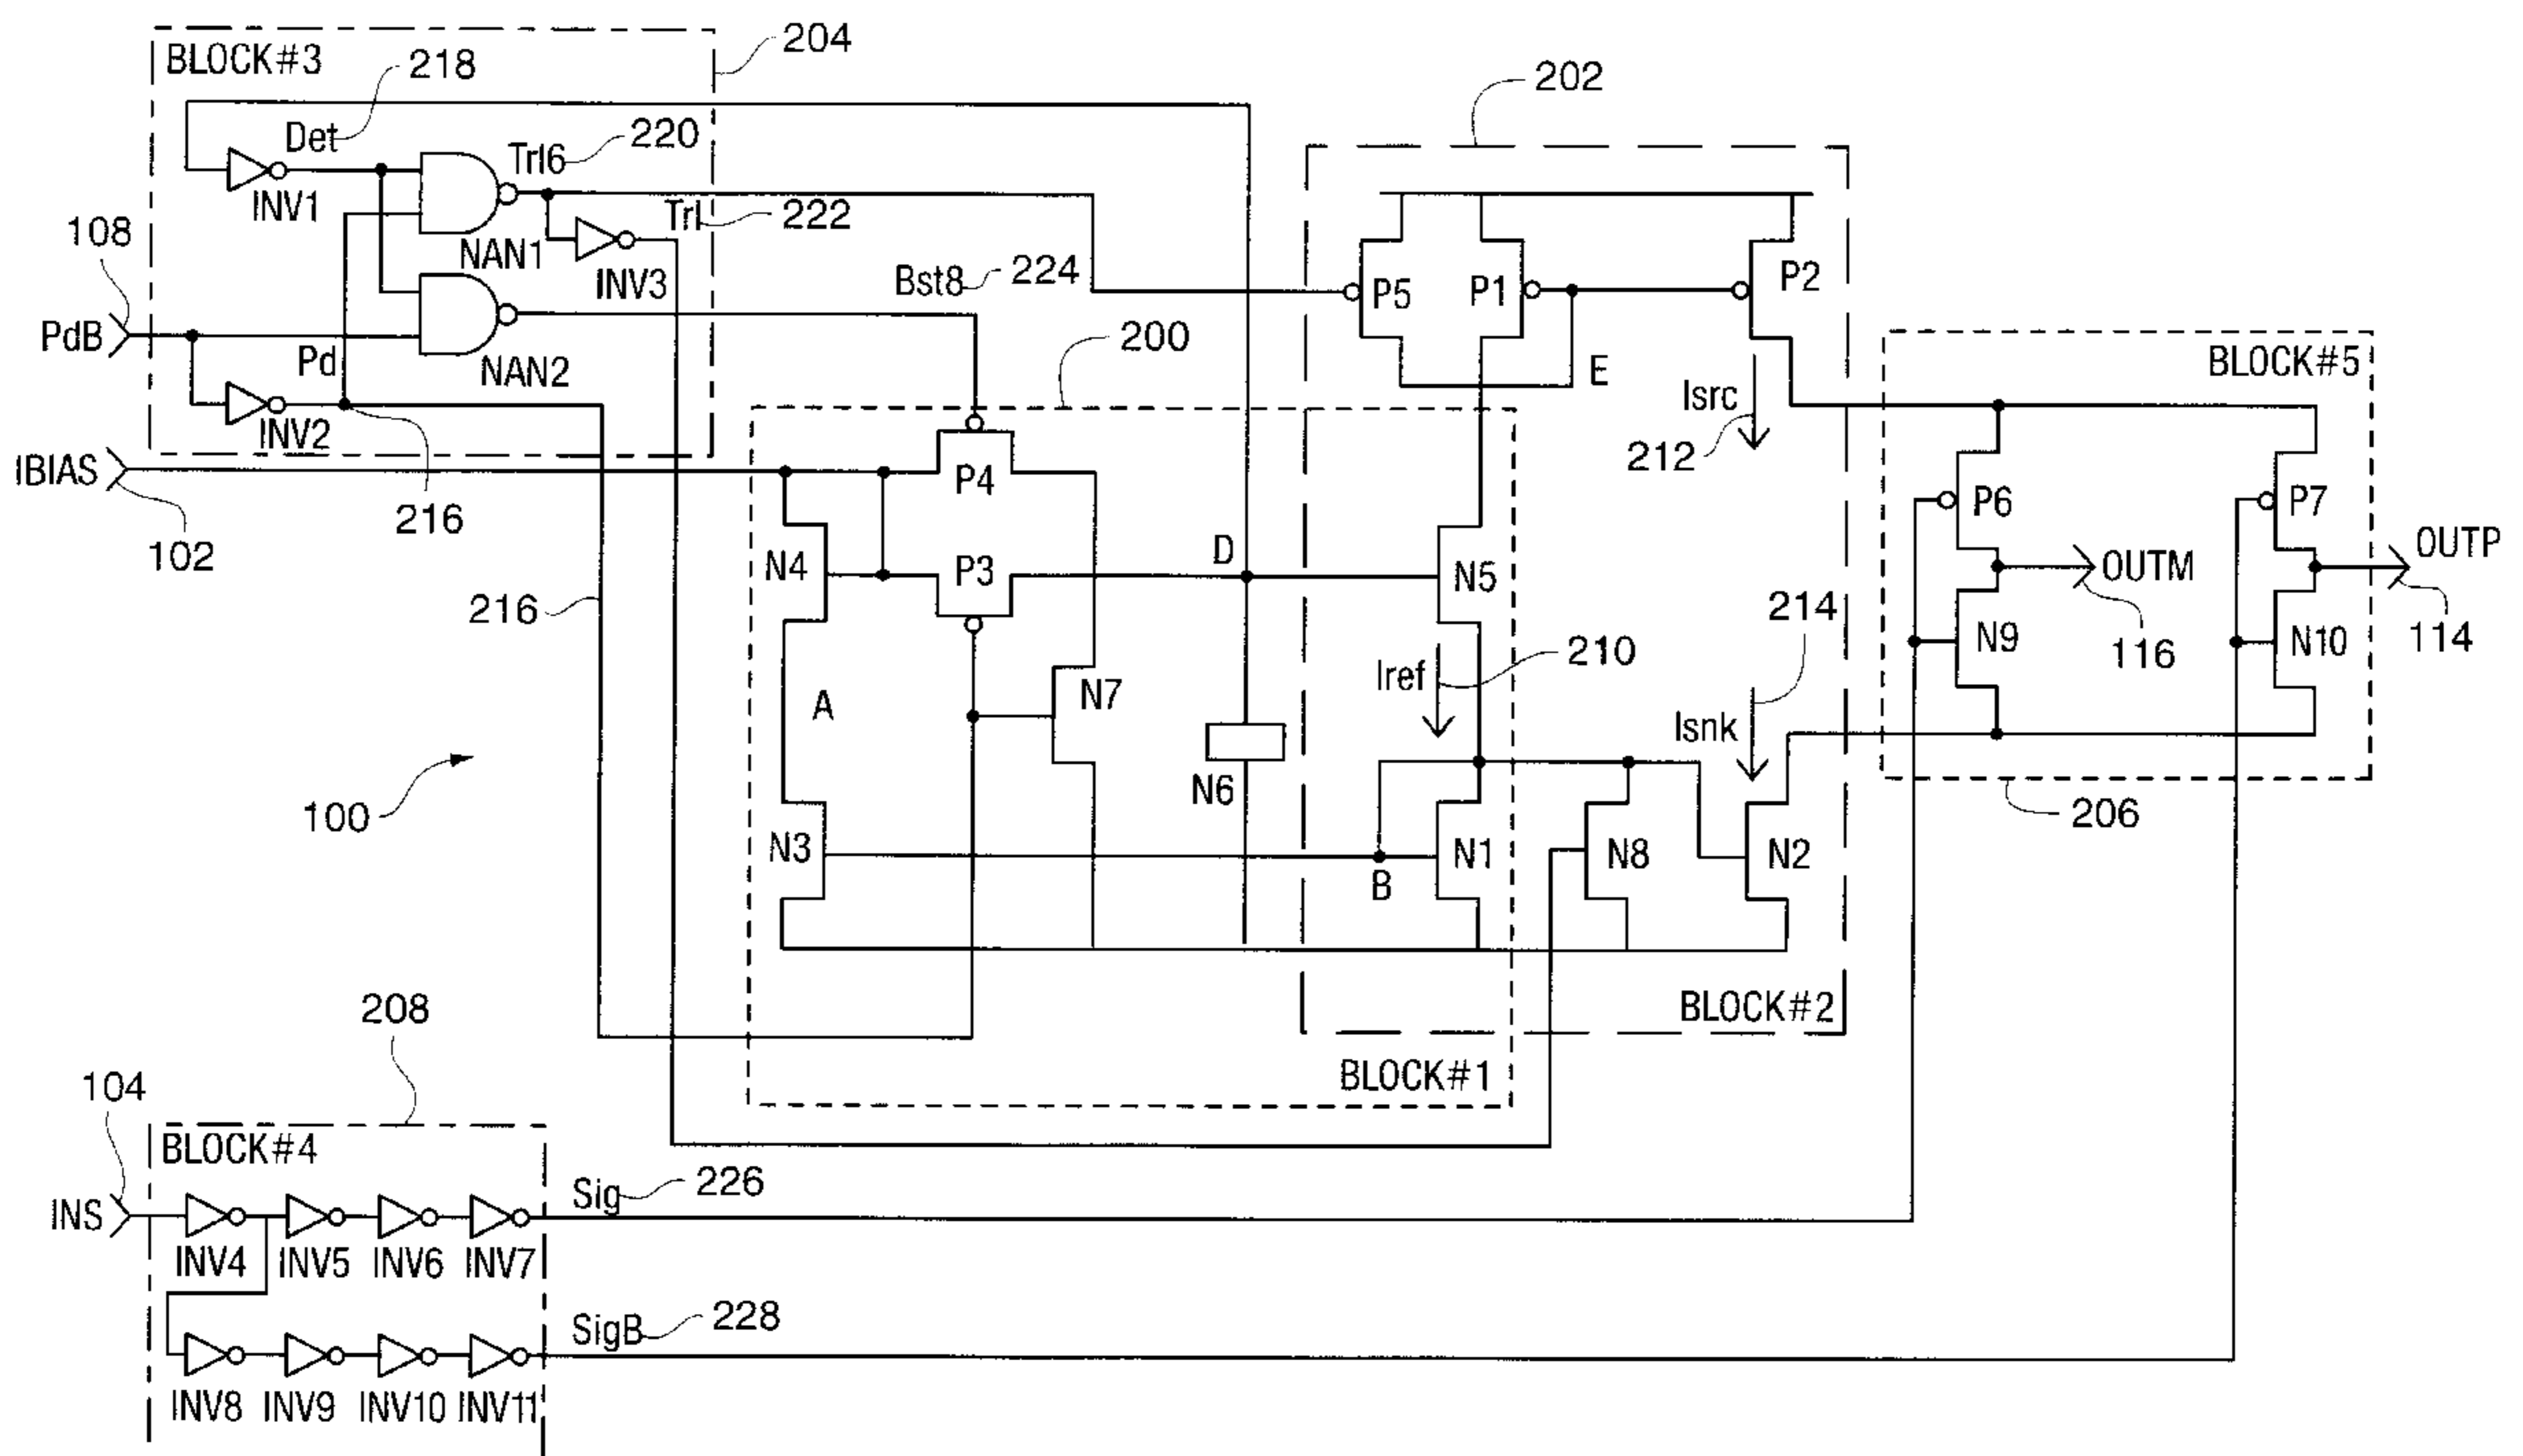 BLOCK#3
204
218
Det
Trl6
220
202
INV1
Trl
222
108
NAN1
INV3
Bst8
224
P5
P1
P2
PdB
Pd
NAN2
200
E
BLOCK#5
INV2
Isrc
212
IBIAS
102
216
P4
P6
P7
N4
P3
D
N5
OUTM
OUTP
216
214
116
114
A
N7
Iref
210
N9
N10
Isnk
100
N6
206
N3
B
N1
N8
N2
208
BLOCK#2
BLOCK#1
104
BLOCK#4
INS
Sig
226
INV4
INV5
INV6
INV7
SigB
228
INV8
INV9
INV10
INV11